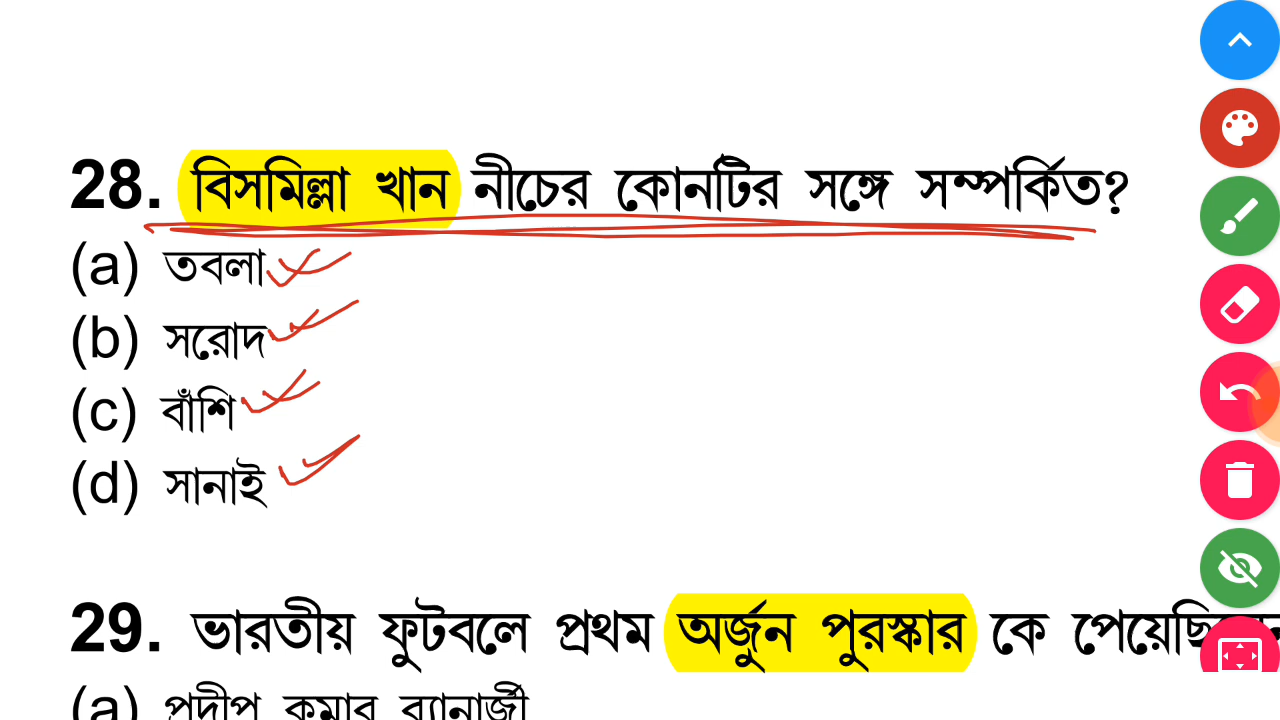 28. বিসমিল্লা খান নীচের কোনটির সঙ্গে সম্পর্কিত?
(a) তবলা
(b) সরোদ
(c) বাঁশি
(d) সানাই
29. ভারতীয় ফুটবলে প্রথম অর্জুন পুরস্কার কে
(a) প্রদীপ কুমার ব্যানার্জী